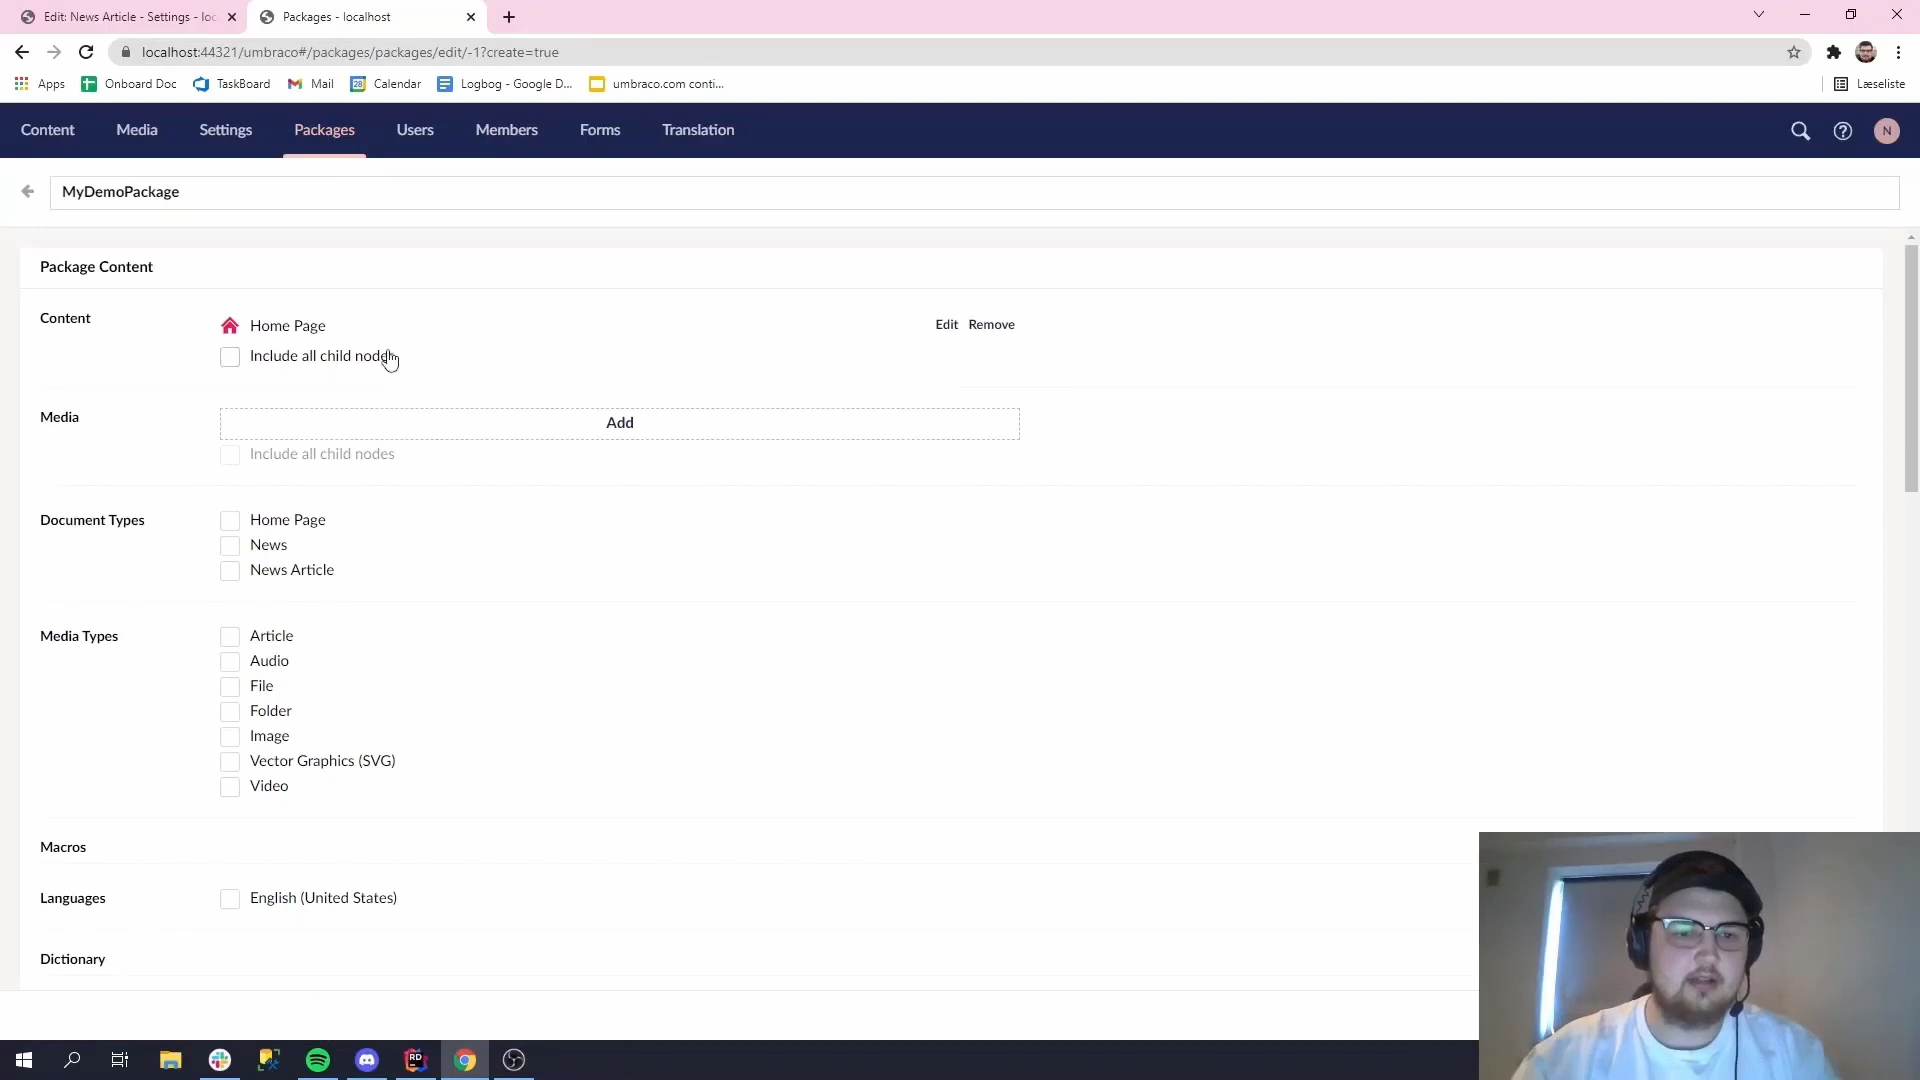 Edit: News Article - Settings - loc
Packages - localhost
localhost:44321/umbraco#/packages/packages/edit/-1?create=true
Apps
Onboard Doc
TaskBoard
Mail
28
Calendar
Logbog - Google D...
umbraco.com conti...
Læseliste
Content
Media
Settings
Packages
Users
Members
Forms
Translation
N
MyDemoPackage
Package Content
Content
Home Page
Edit
Remove
Include all child nodes
Media
Add
Include all child nodes
Document Types
Home Page
News
News Article
Media Types
Article
Audio
File
Folder
Image
Vector Graphics (SVG)
Video
Macros
Languages
English (United States)
Dictionary
RD